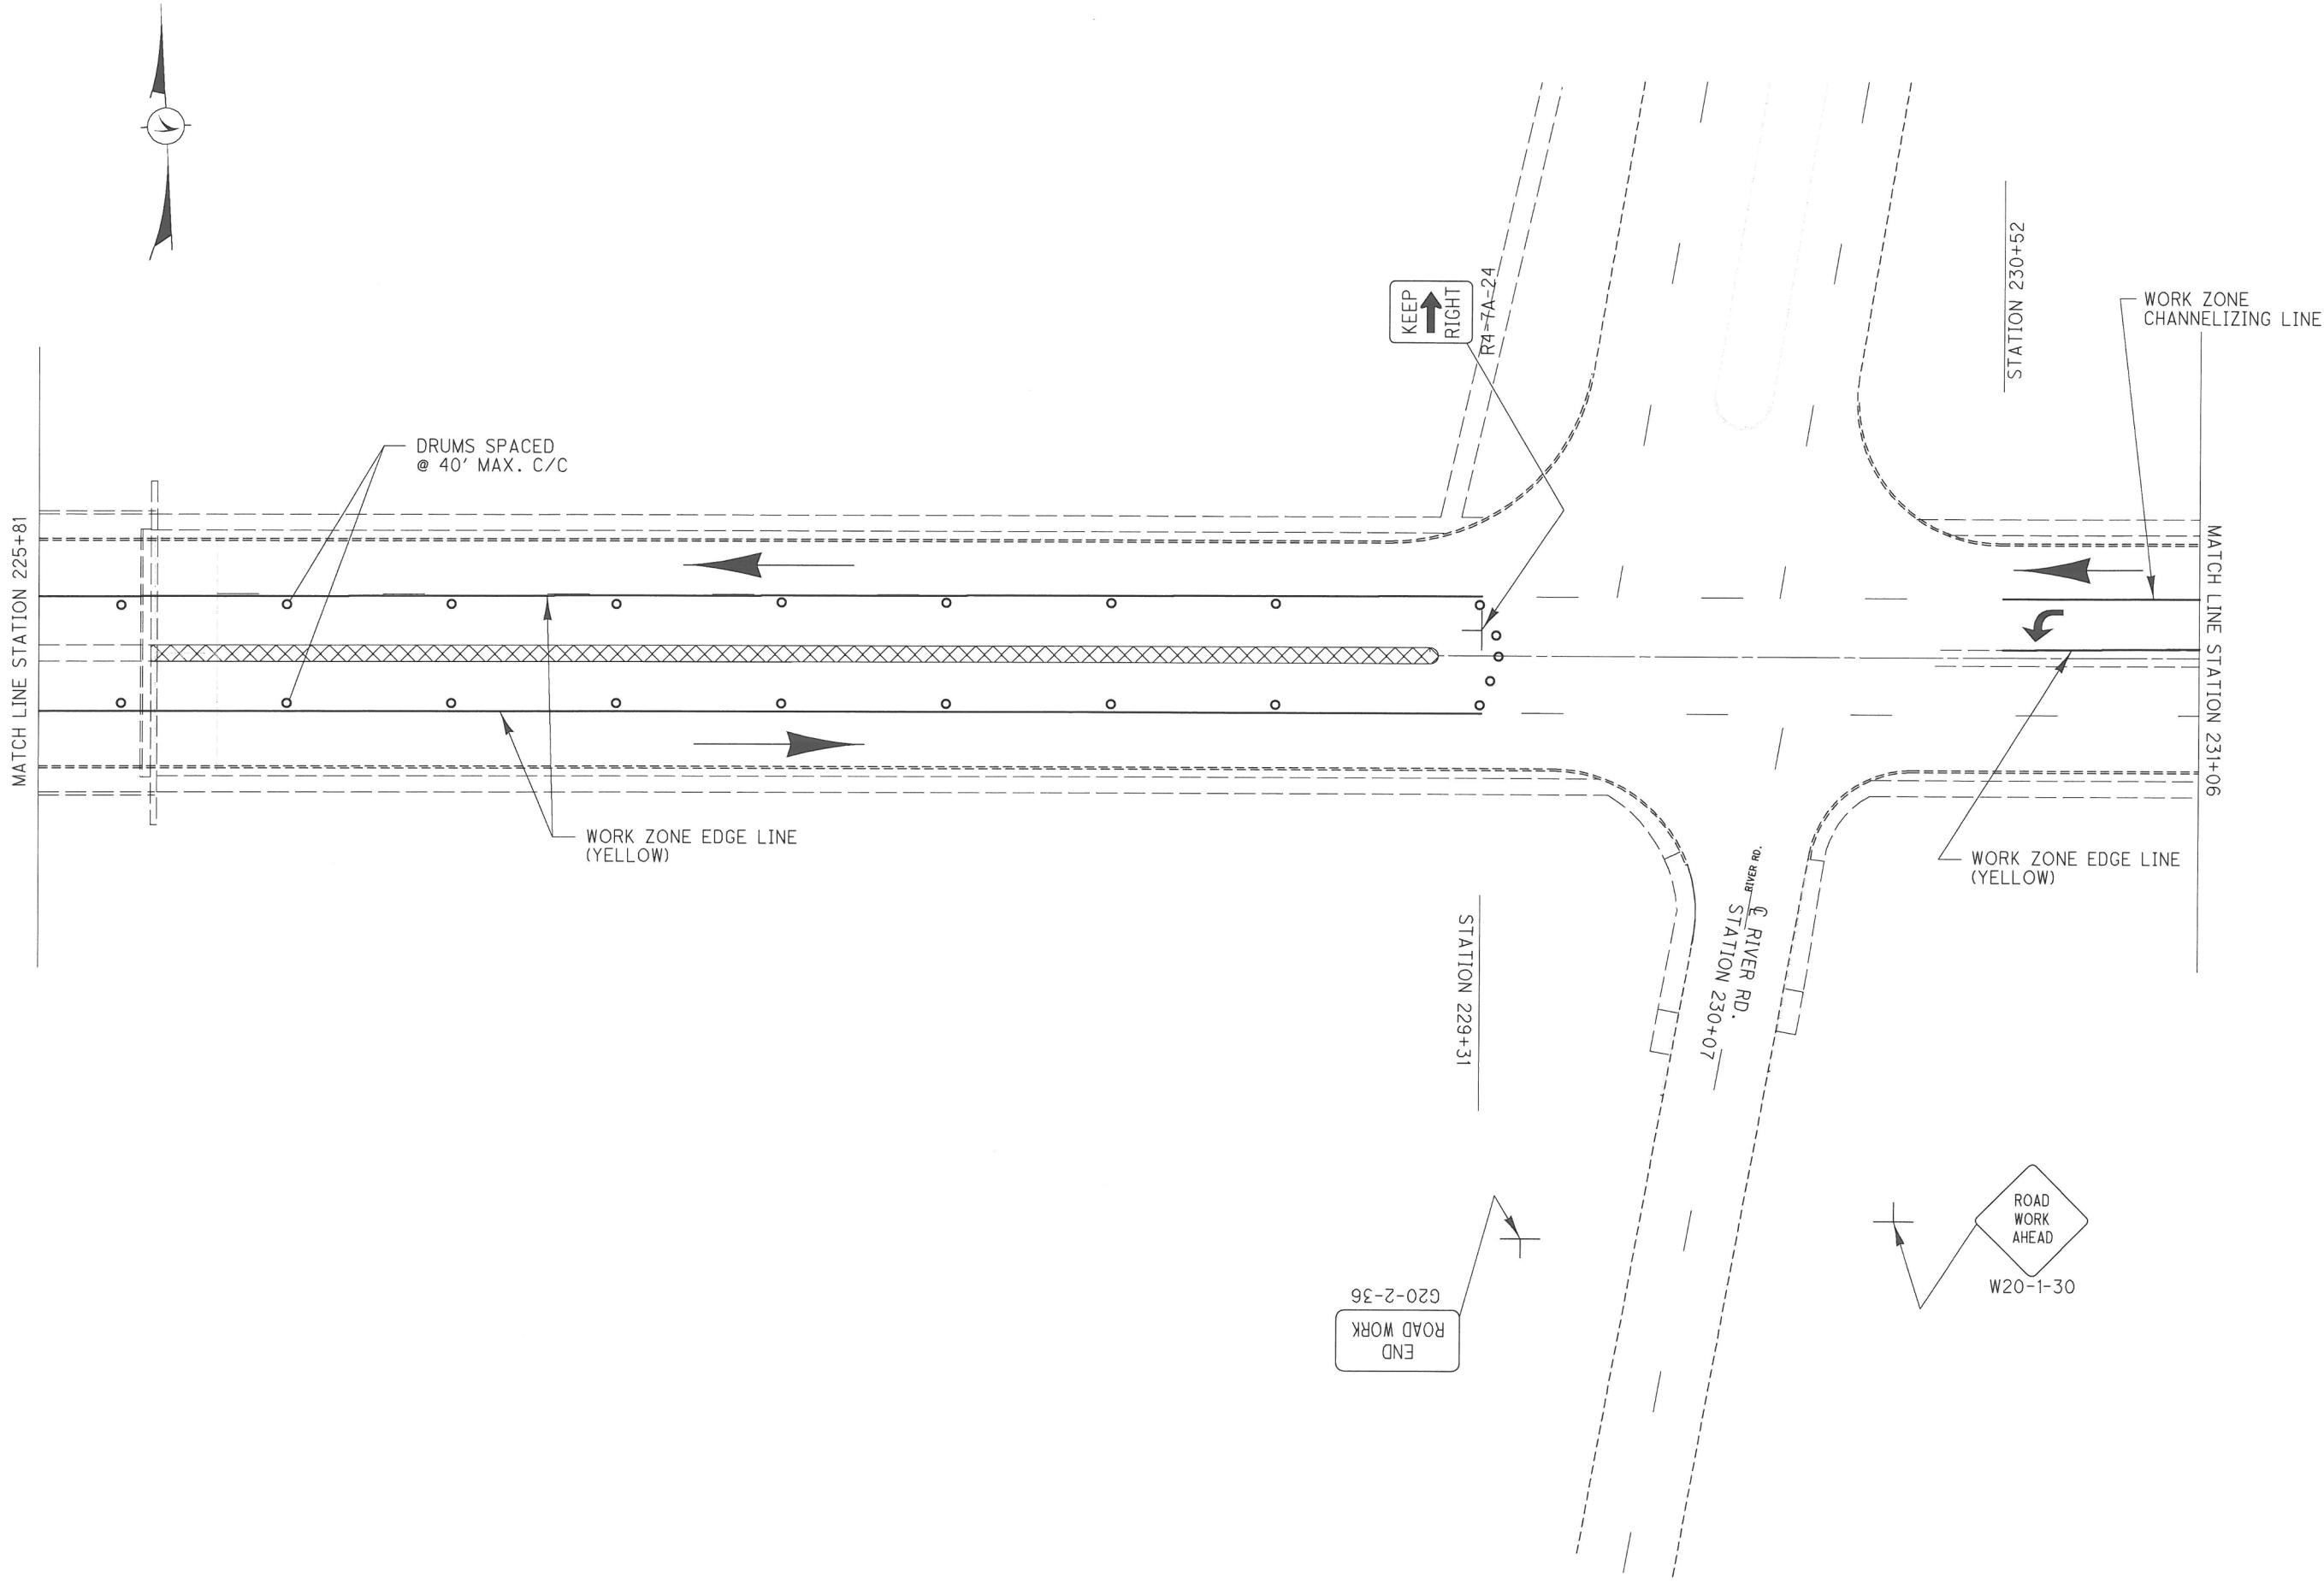 STATION 230+52
WORK ZONE
CHANNELIZING LINE
KEEP
RIGHT
R4-7A-24
DRUMS SPACED
@ 40' MAX. C/C
MATCH LINE STATION 225+81
MATCH LINE STATION 231+06
WORK ZONE EDGE LINE
(YELLOW)
WORK ZONE EDGE LINE
(YELLOW)
RIVER RD.
℄ RIVER RD.
STATION 230+07
STATION 229+31
ROAD
WORK
AHEAD
W20-1-30
G20-2-36
END
ROAD WORK